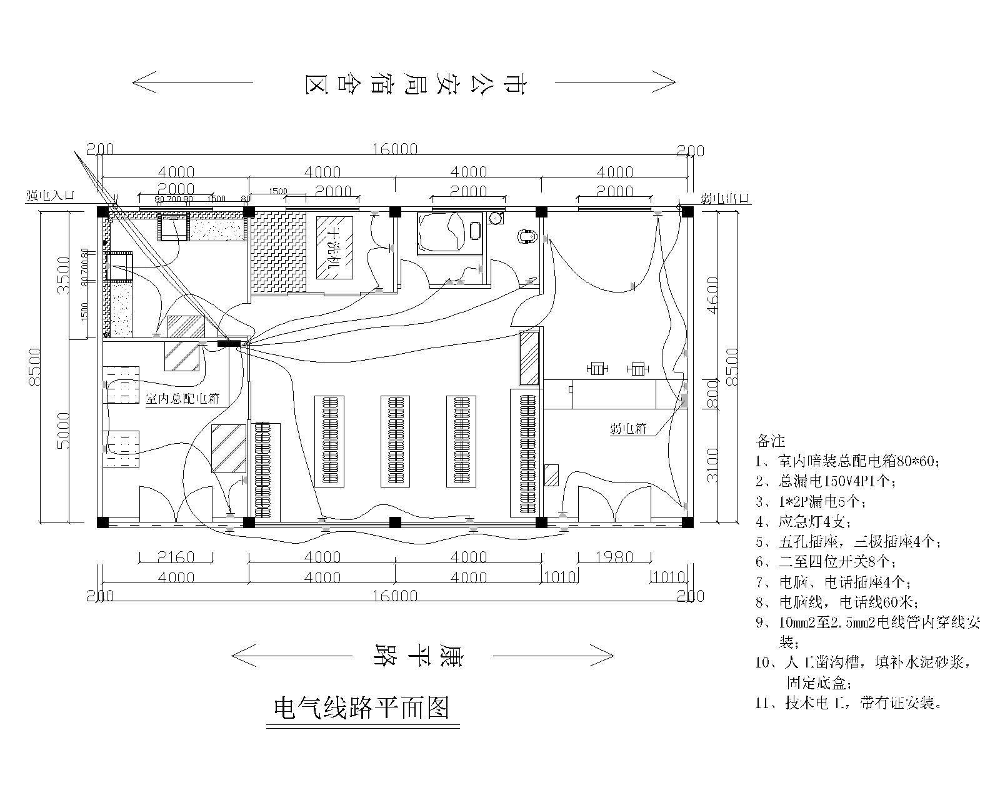 市公安局宿舍区
200
16000
200
4000
4000
4000
4000
2000
1500
2000
2000
2000
80
700
80
1500
80
强电入口
弱电出口
干洗机
80
700
80
1500
3500
8500
5000
4600
800
8500
3100
室内总配电箱
弱电箱
2160
4000
4000
1980
4000
4000
4000
1010
1010
200
16000
200
康平路
电气线路平面图
备注
1、室内暗装总配电箱80*60；
2、总漏电150V4P1个；
3、1*2P漏电5个；
4、应急灯4支；
5、五孔插座，三极插座4个；
6、二至四位开关8个；
7、电脑、电话插座4个；
8、电脑线，电话线60米；
9、10mm2至2.5mm2电线管内穿线安
装；
10、人工凿沟槽，填补水泥砂浆，
固定底盒；
11、技术电工，带有证安装。